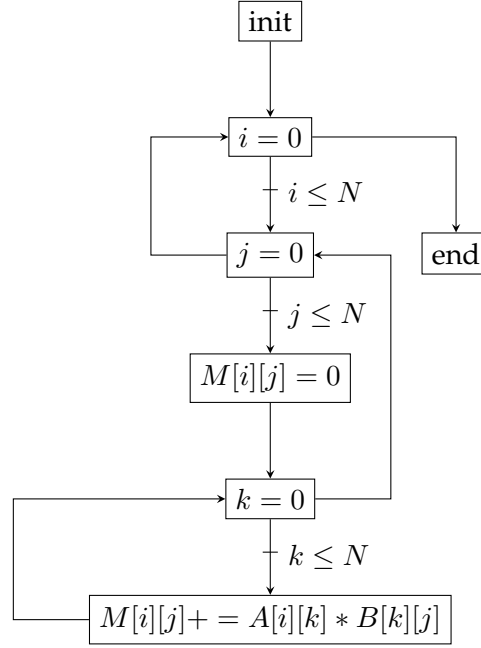 init
i = 0
i ≤ N
j = 0
end
j ≤ N
M[i][j] = 0
k = 0
k ≤ N
M[i][j]+ = A[i][k] ∗ B[k][j]